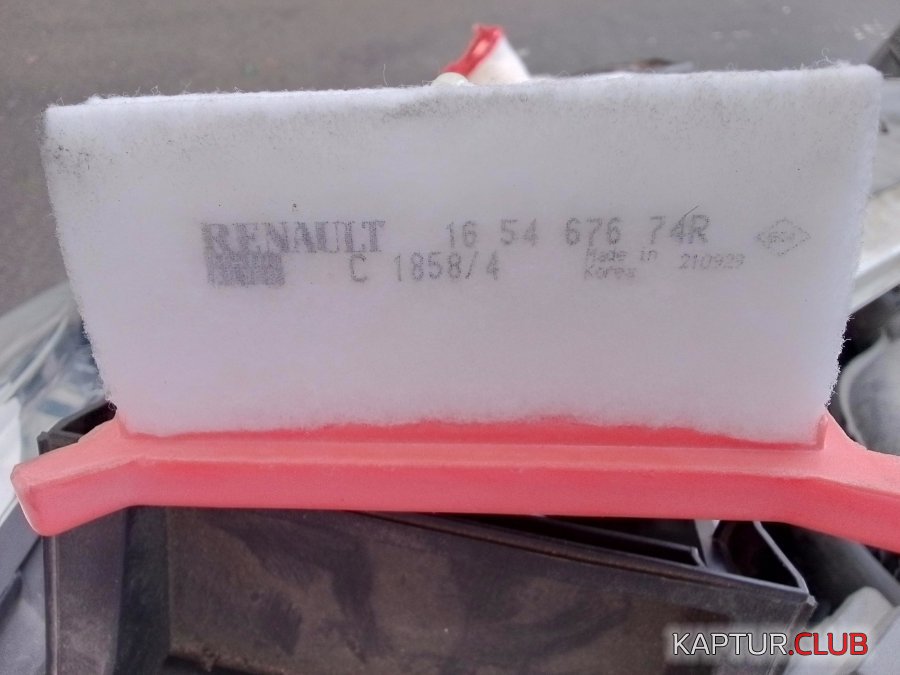 RENAULT 16 54 676 74R
C 1858/4 Made in 210929
Korea
KAPTUR.CLUB